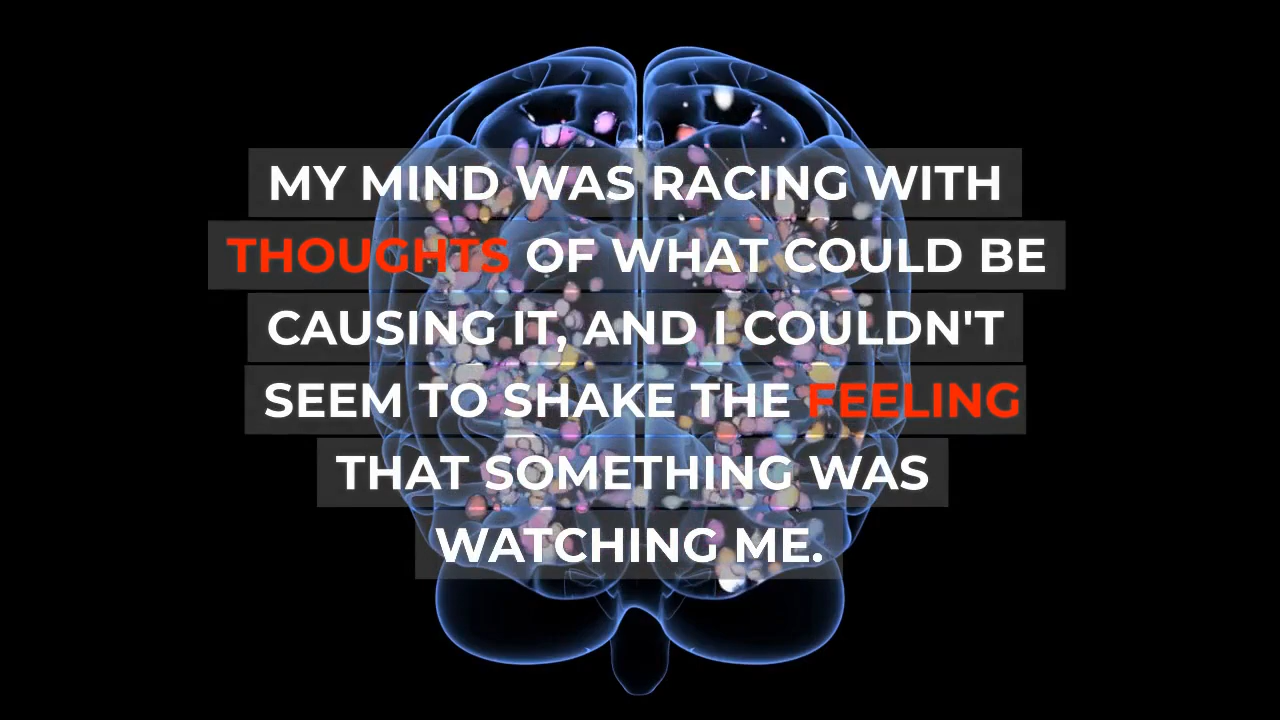 MY MIND WAS RACING WITH
THOUGHTS OF WHAT COULD BE
CAUSING IT, AND I COULDN'T
SEEM TO SHAKE THE FEELING
THAT SOMETHING WAS
WATCHING ME.